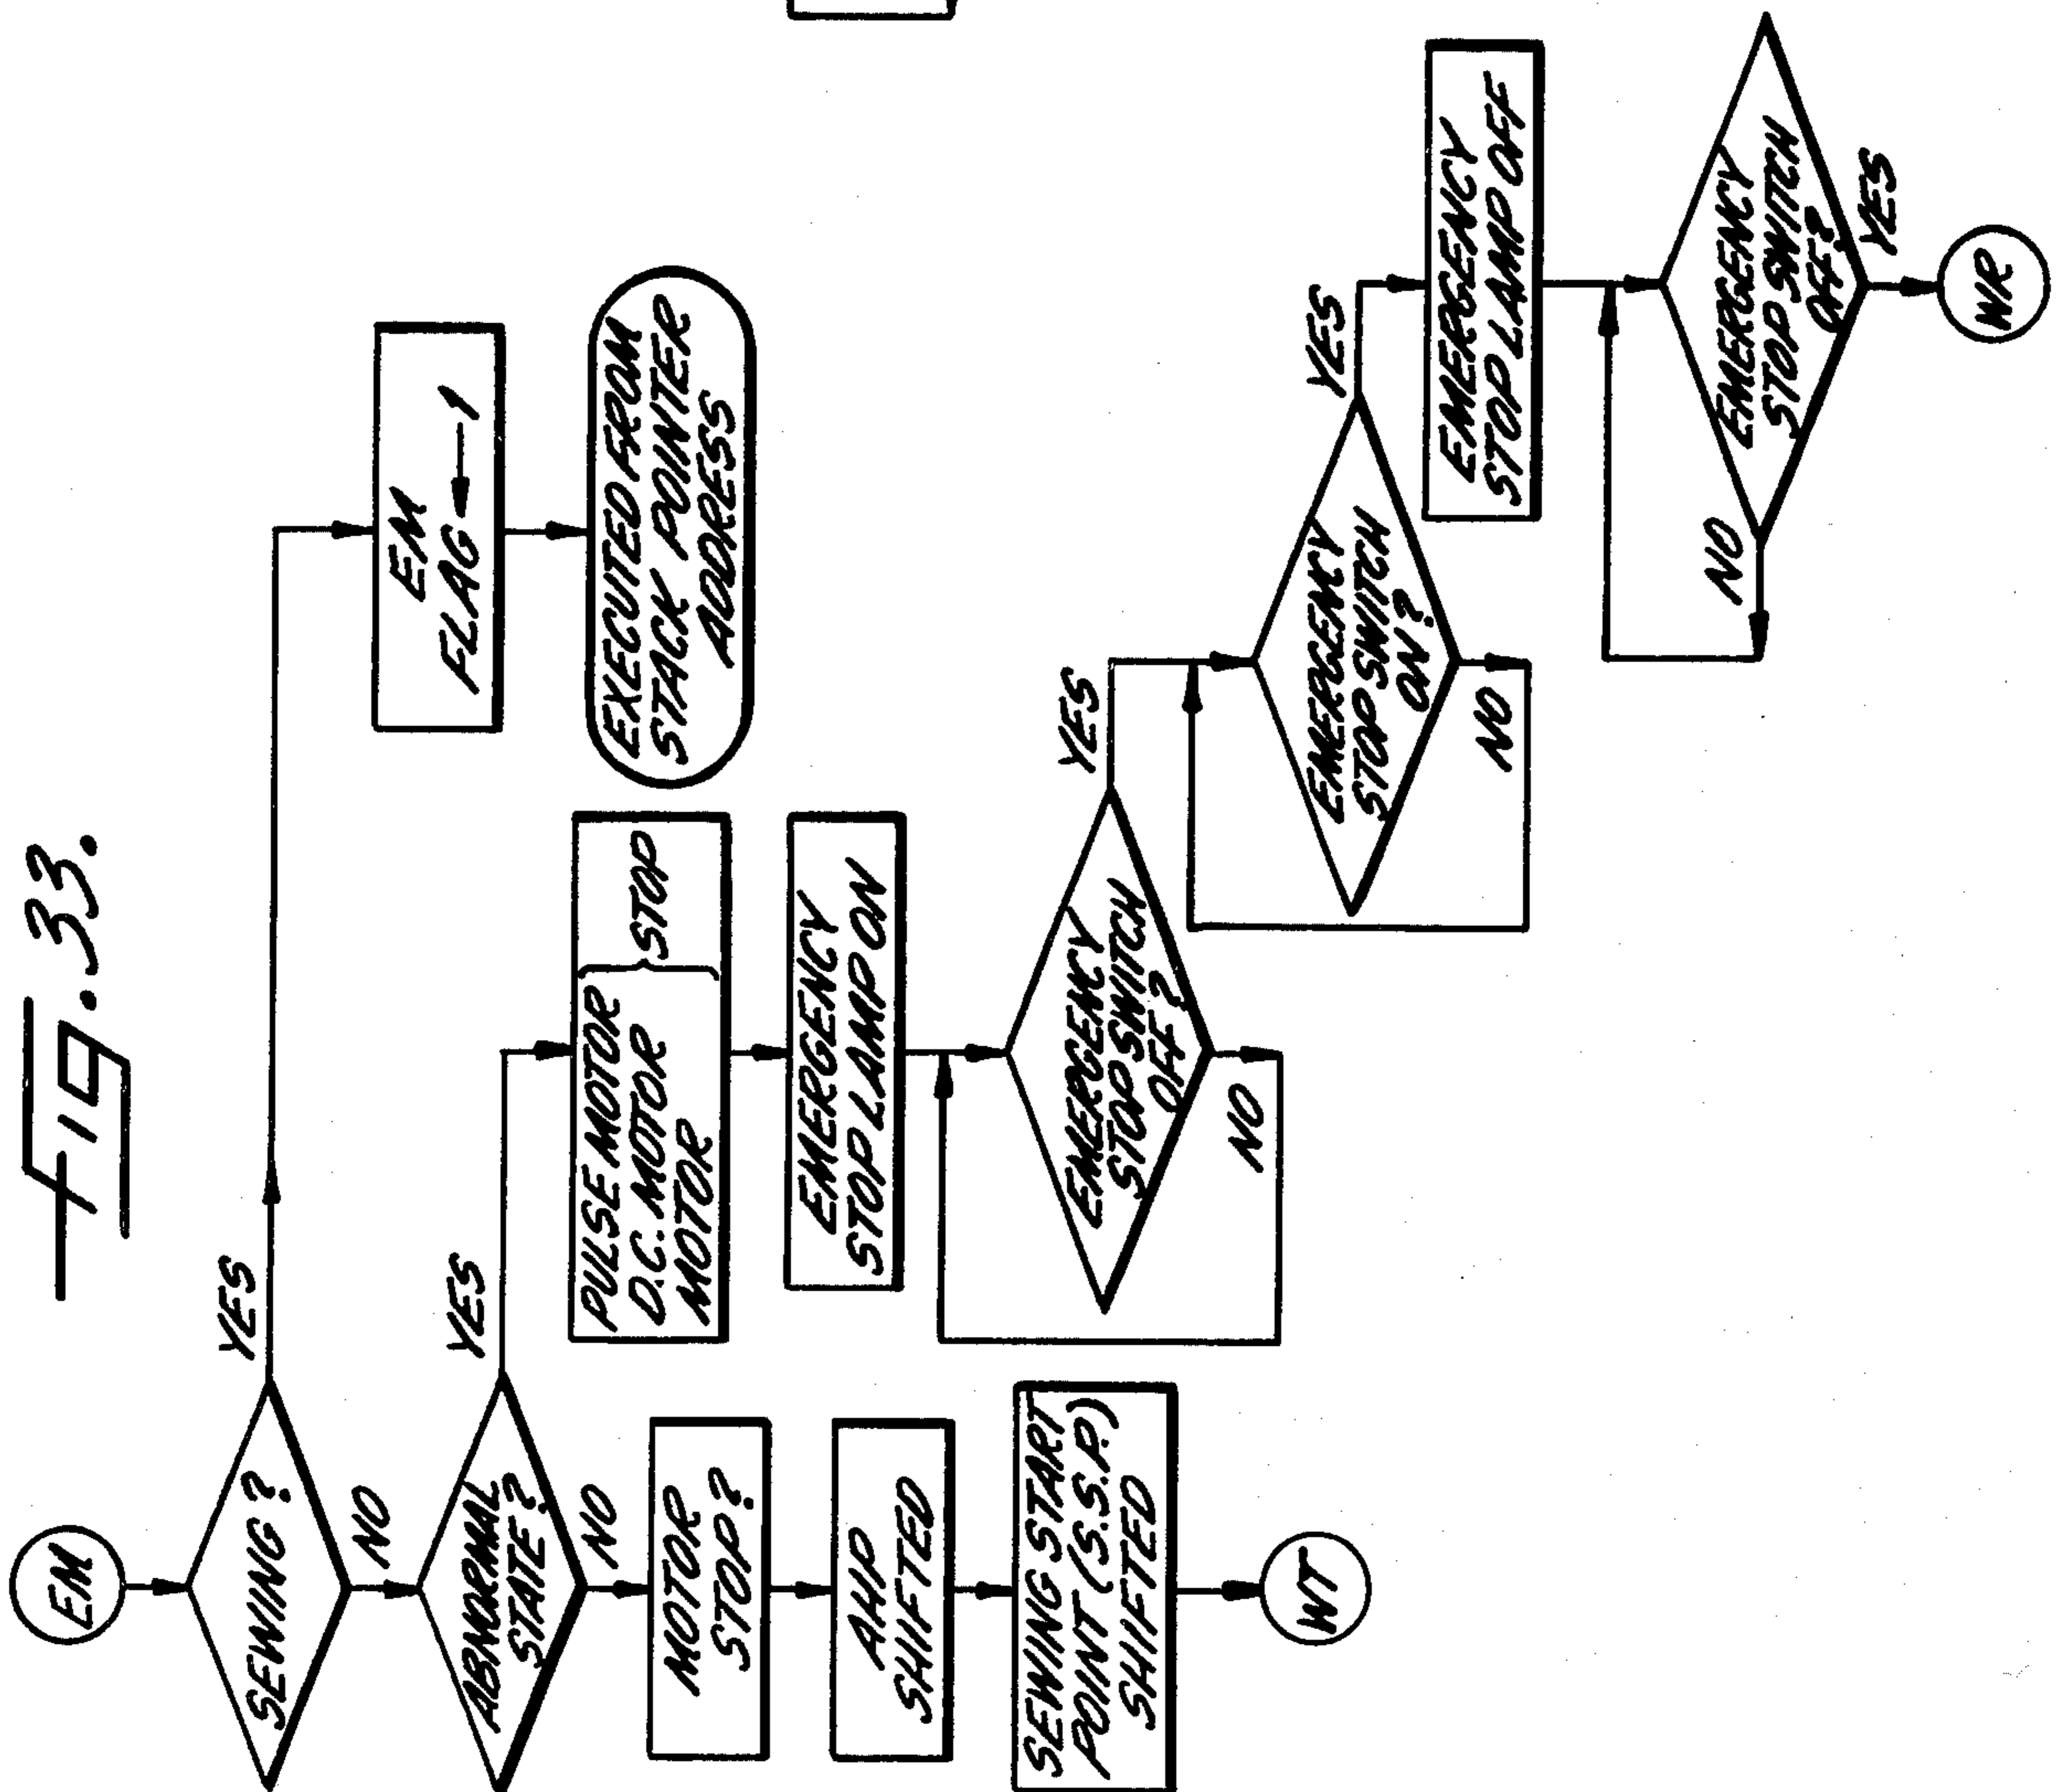 Fig. 33.
EM
SEWING?
YES
NO
EM
FLAG ← 1
EXECUTED FROM
STACK POINTER
ADDRESS
ABNORMAL
STATE?
YES
NO
PULSE MOTOR
D.C. MOTOR
MOTOR
STOP
EMERGENCY
STOP LAMP ON
EMERGENCY
STOP SWITCH
OFF?
YES
NO
EMERGENCY
STOP SWITCH
ON?
YES
NO
EMERGENCY
STOP LAMP OFF
EMERGENCY
STOP SWITCH
OFF?
NO
YES
WR
MOTOR
STOP?
AHP
SHIFTED
SEWING START
POINT (S.S.P.)
SHIFTED
WT